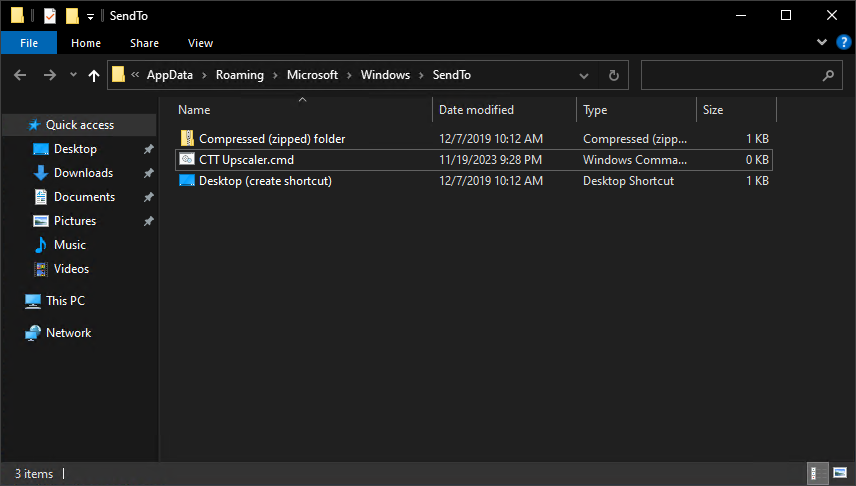 SendTo
File Home Share View
AppData Roaming Microsoft Windows SendTo
Name Date modified Type Size
Quick access
Desktop
Downloads
Documents
Pictures
Music
Videos
This PC
Network
Compressed (zipped) folder 12/7/2019 10:12 AM Compressed (zipp... 1 KB
CTT Upscaler.cmd 11/19/2023 9:28 PM Windows Comma... 0 KB
Desktop (create shortcut) 12/7/2019 10:12 AM Desktop Shortcut 1 KB
3 items